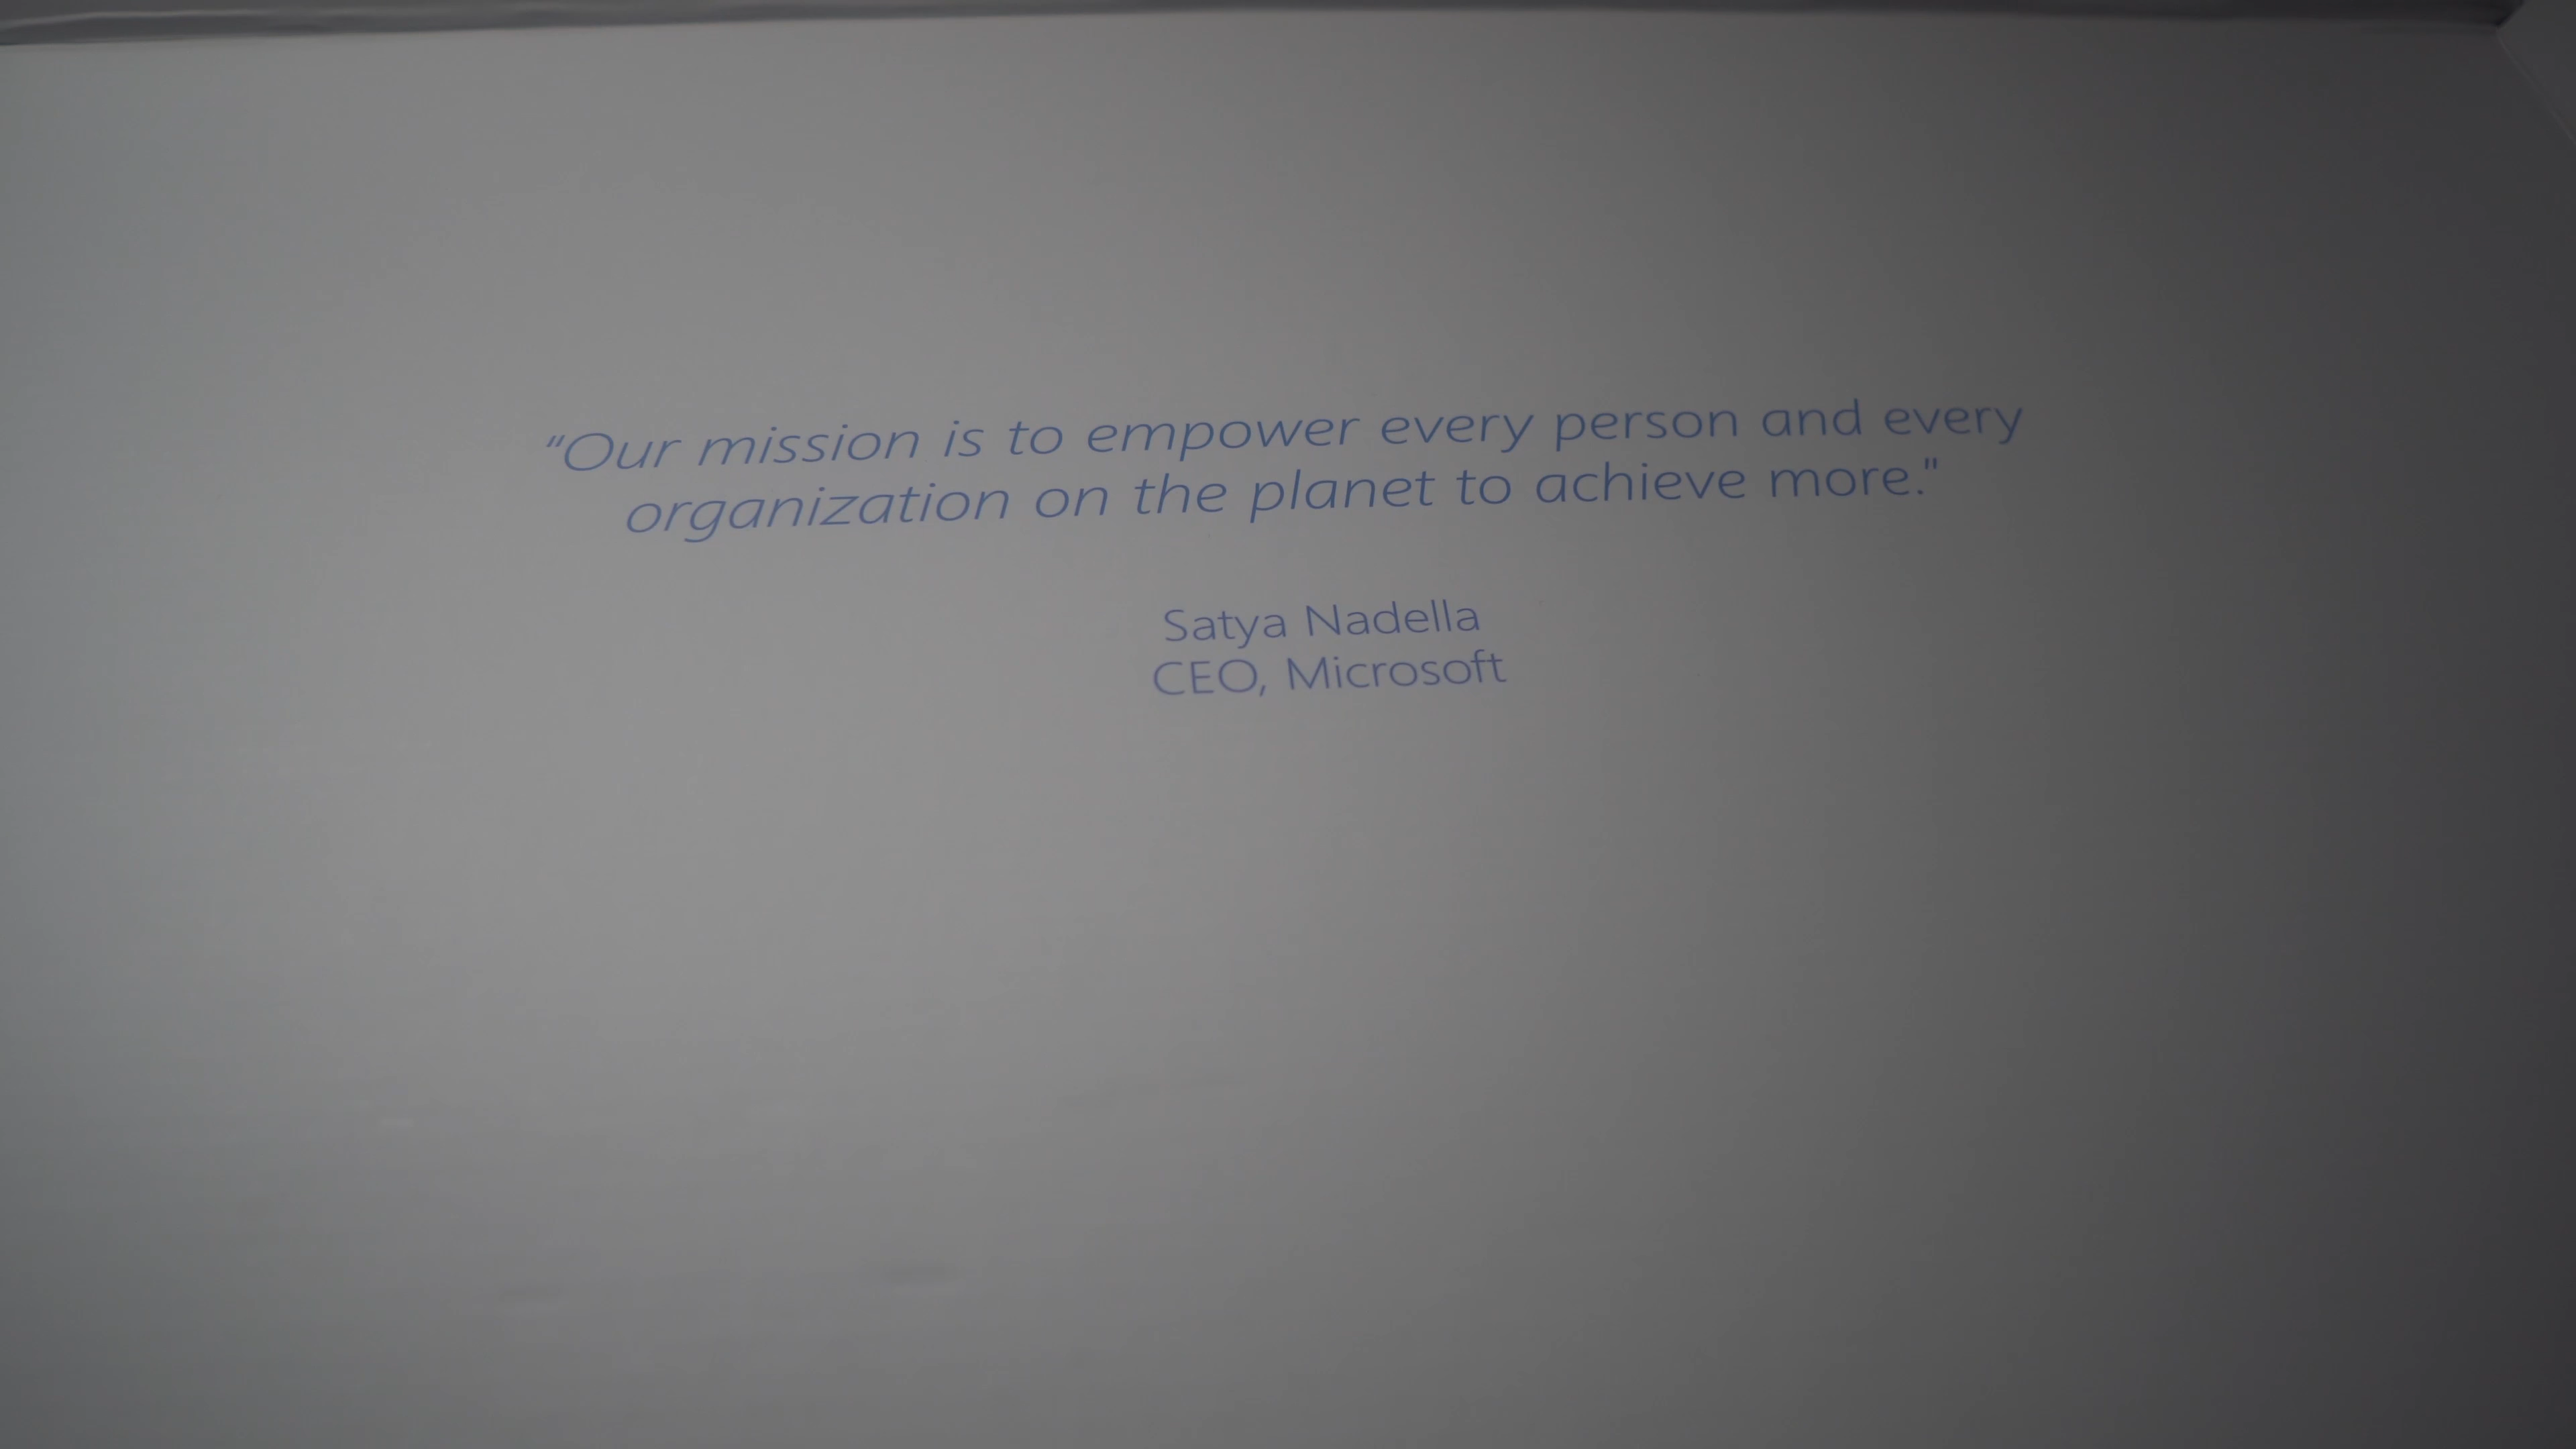 “Our mission is to empower every person and every
organization on the planet to achieve more."
Satya Nadella
CEO, Microsoft